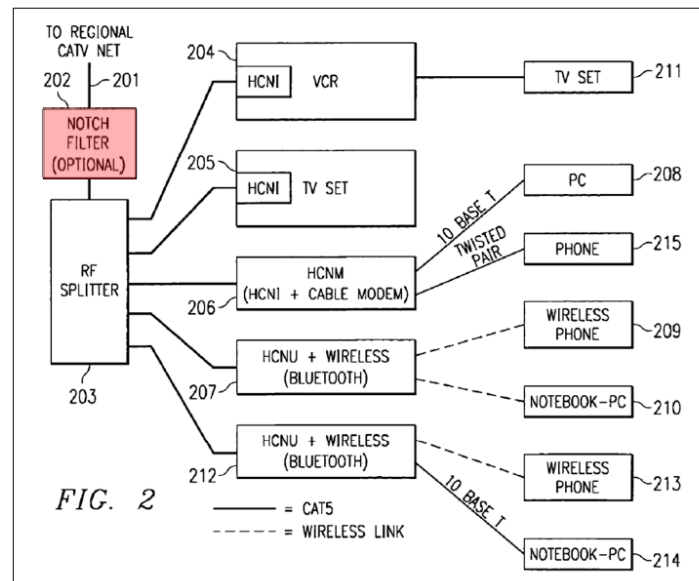 TO REGIONAL
CATV NET
202
201
NOTCH
FILTER
(OPTIONAL)
RF
SPLITTER
203
204
HCNI
VCR
TV SET
211
205
HCNI
TV SET
10 BASE T
PC
208
TWISTED
PAIR
PHONE
215
HCNM
(HCNI + CABLE MODEM)
206
WIRELESS
PHONE
209
HCNU + WIRELESS
(BLUETOOTH)
207
NOTEBOOK-PC
210
HCNU + WIRELESS
(BLUETOOTH)
212
WIRELESS
PHONE
213
10 BASE T
NOTEBOOK-PC
214
FIG. 2
= CAT5
= WIRELESS LINK